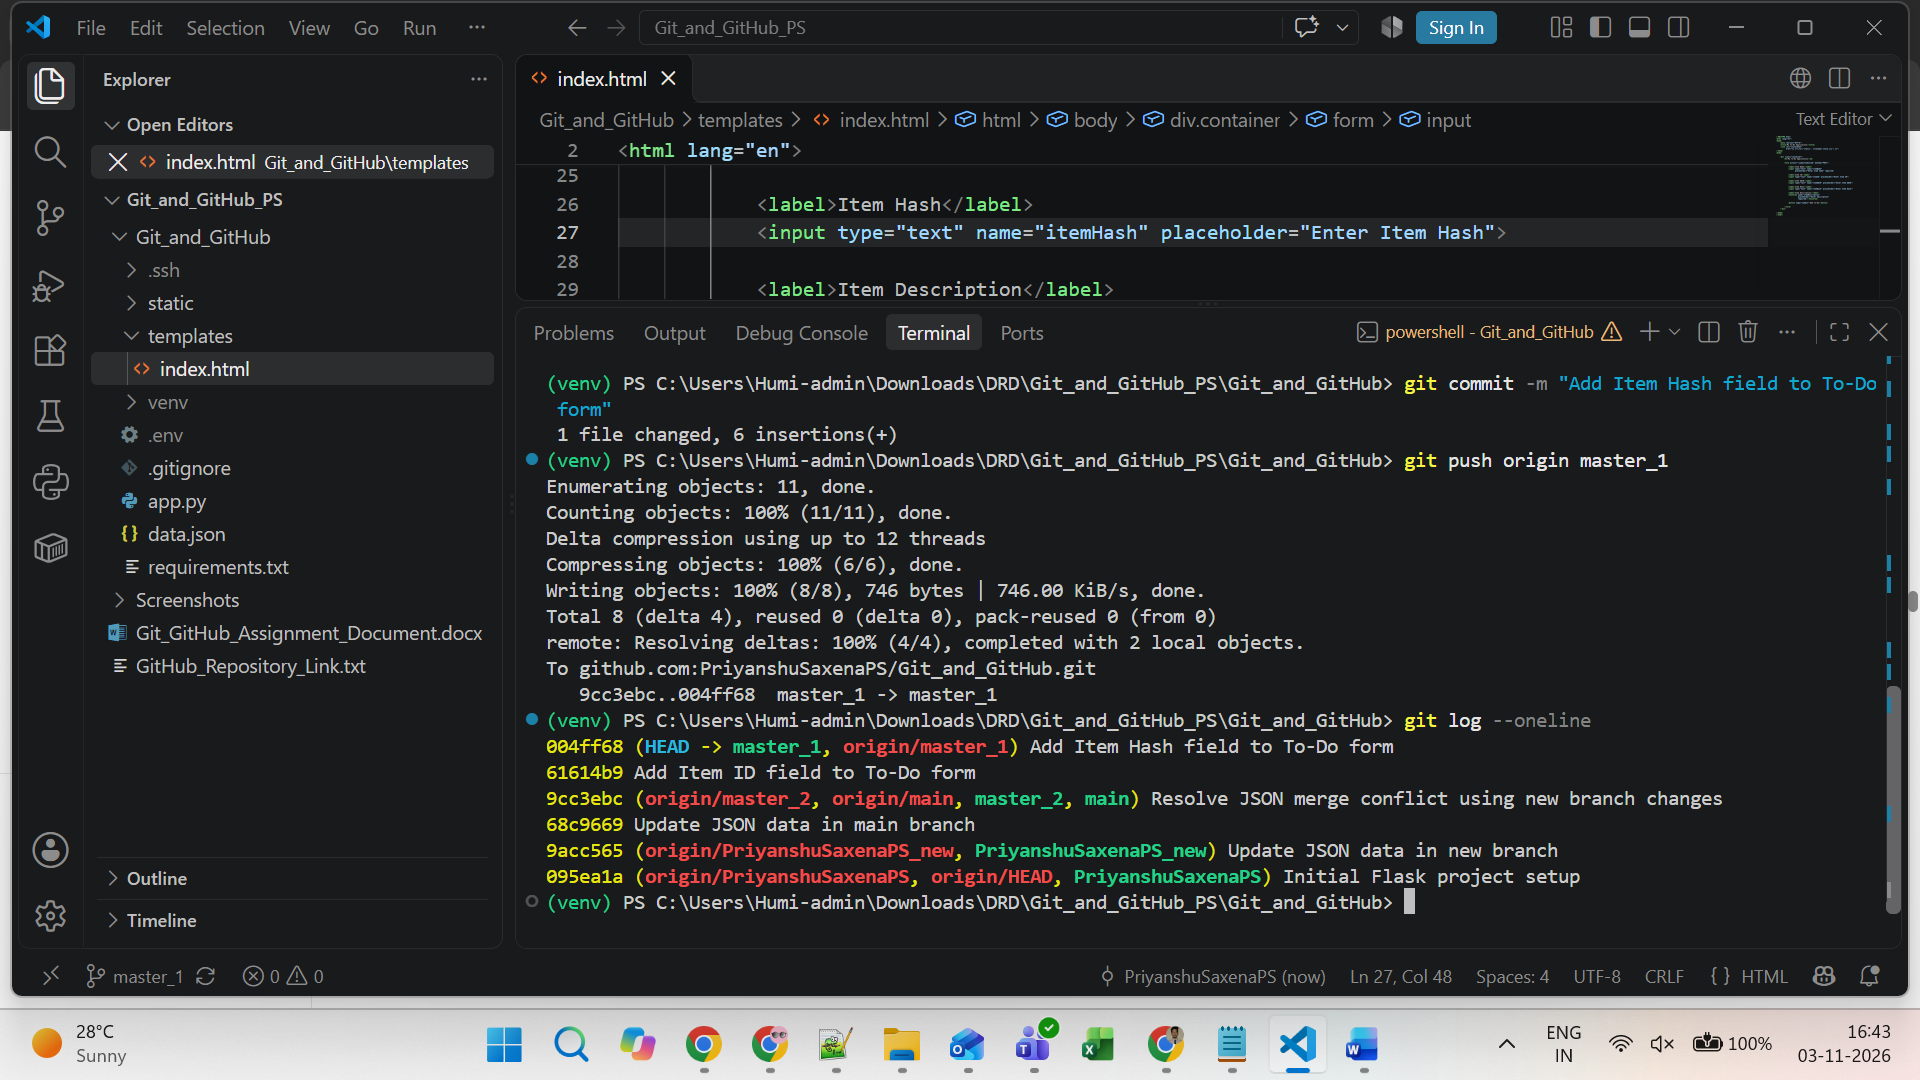 File Edit Selection View Go Run ···
Git_and_GitHub_PS
Sign In
Explorer
Open Editors
index.html Git_and_GitHub\templates
Git_and_GitHub_PS
Git_and_GitHub
.ssh
static
templates
index.html
venv
.env
.gitignore
app.py
data.json
requirements.txt
Screenshots
Git_GitHub_Assignment_Document.docx
GitHub_Repository_Link.txt
Outline
Timeline
index.html
Git_and_GitHub > templates > index.html > html > body > div.container > form > input
Text Editor
2 <html lang="en">
25
26 <label>Item Hash</label>
27 <input type="text" name="itemHash" placeholder="Enter Item Hash">
28
29 <label>Item Description</label>
Problems Output Debug Console Terminal Ports
powershell - Git_and_GitHub
(venv) PS C:\Users\Humi-admin\Downloads\DRD\Git_and_GitHub_PS\Git_and_GitHub> git commit -m "Add Item Hash field to To-Do
form"
1 file changed, 6 insertions(+)
(venv) PS C:\Users\Humi-admin\Downloads\DRD\Git_and_GitHub_PS\Git_and_GitHub> git push origin master_1
Enumerating objects: 11, done.
Counting objects: 100% (11/11), done.
Delta compression using up to 12 threads
Compressing objects: 100% (6/6), done.
Writing objects: 100% (8/8), 746 bytes | 746.00 KiB/s, done.
Total 8 (delta 4), reused 0 (delta 0), pack-reused 0 (from 0)
remote: Resolving deltas: 100% (4/4), completed with 2 local objects.
To github.com:PriyanshuSaxenaPS/Git_and_GitHub.git
9cc3ebc..004ff68 master_1 -> master_1
(venv) PS C:\Users\Humi-admin\Downloads\DRD\Git_and_GitHub_PS\Git_and_GitHub> git log --oneline
004ff68 (HEAD -> master_1, origin/master_1) Add Item Hash field to To-Do form
61614b9 Add Item ID field to To-Do form
9cc3ebc (origin/master_2, origin/main, master_2, main) Resolve JSON merge conflict using new branch changes
68c9669 Update JSON data in main branch
9acc565 (origin/PriyanshuSaxenaPS_new, PriyanshuSaxenaPS_new) Update JSON data in new branch
095ea1a (origin/PriyanshuSaxenaPS, origin/HEAD, PriyanshuSaxenaPS) Initial Flask project setup
(venv) PS C:\Users\Humi-admin\Downloads\DRD\Git_and_GitHub_PS\Git_and_GitHub>
master_1 0 0
PriyanshuSaxenaPS (now) Ln 27, Col 48 Spaces: 4 UTF-8 CRLF { } HTML
28°C
Sunny
ENG
IN
100%
16:43
03-11-2026